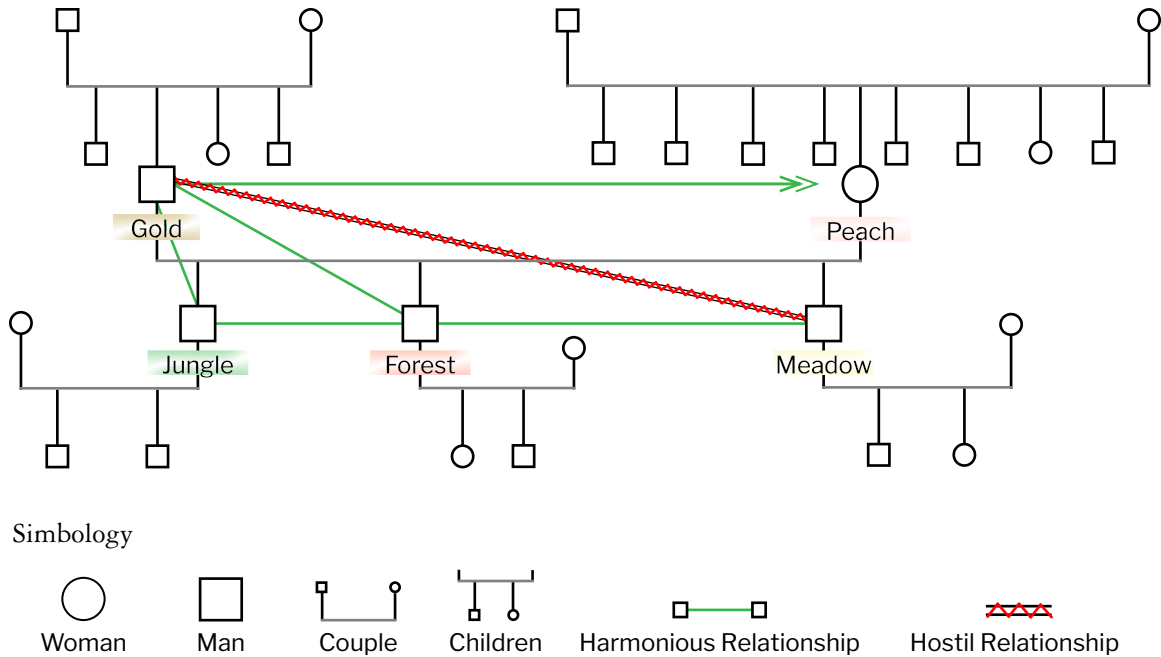 Gold
Peach
Jungle
Forest
Meadow
Simbology
Woman
Man
Couple
Children
Harmonious Relationship
Hostil Relationship